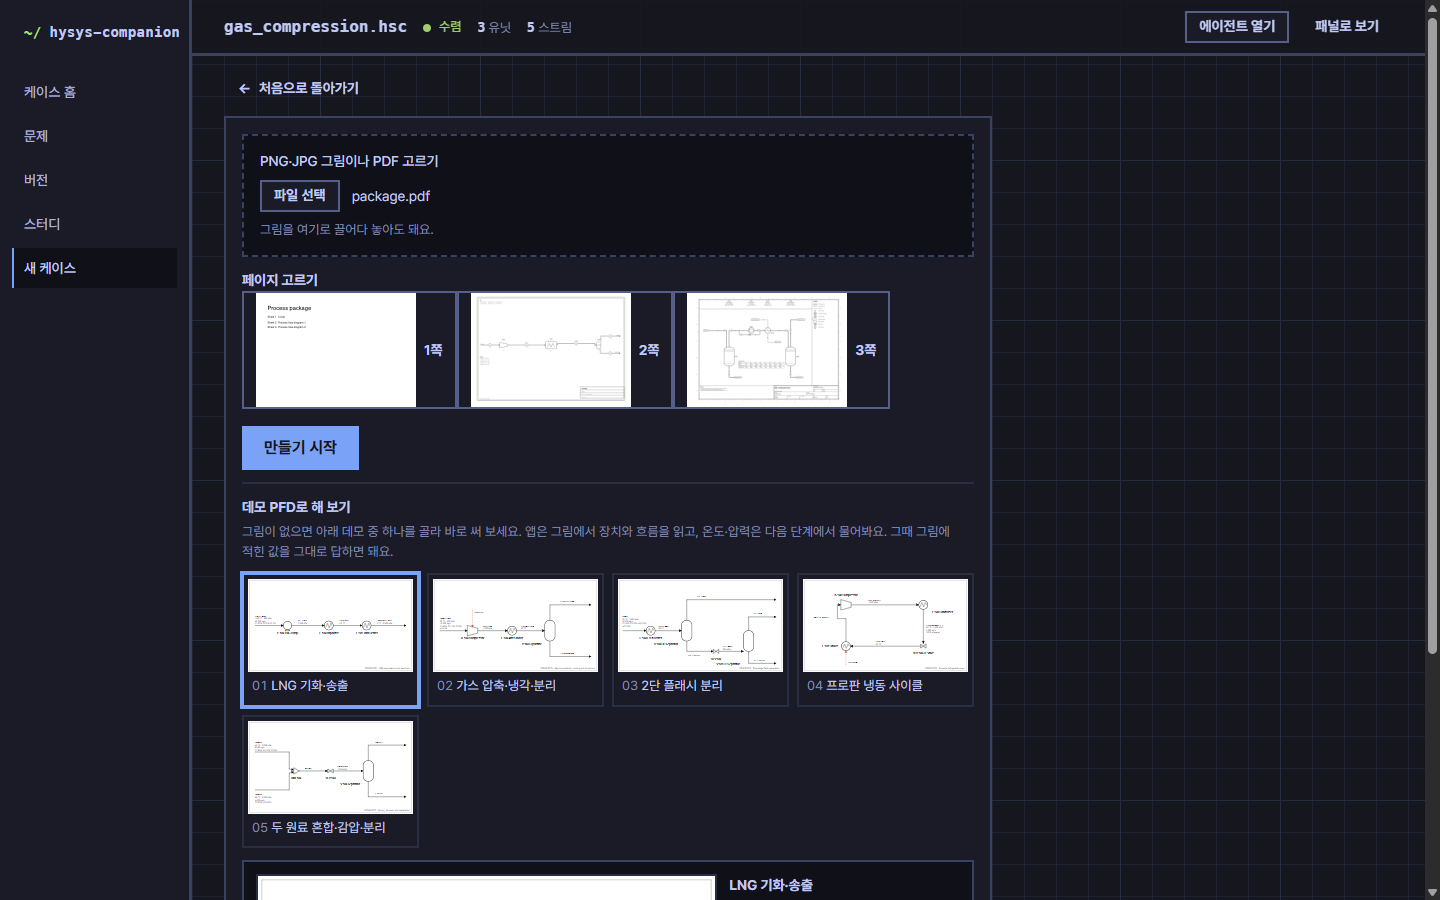 ~/ hysys-companion
케이스 홈
문제
버전
스터디
새 케이스
gas_compression.hsc
수렴
3 유닛
5 스트림
에이전트 열기
패널로 보기
← 처음으로 돌아가기
PNG·JPG 그림이나 PDF 고르기
파일 선택
package.pdf
그림을 여기로 끌어다 놓아도 돼요.
페이지 고르기
Process package
1쪽
2쪽
3쪽
만들기 시작
데모 PFD로 해 보기
그림이 없으면 아래 데모 중 하나를 골라 바로 써 보세요. 앱은 그림에서 장치와 흐름을 읽고, 온도·압력은 다음 단계에서 물어봐요. 그때 그림에
적힌 값을 그대로 답하면 돼요.
01 LNG 기화·송출
02 가스 압축·냉각·분리
03 2단 플래시 분리
04 프로판 냉동 사이클
05 두 원료 혼합·감압·분리
LNG 기화·송출